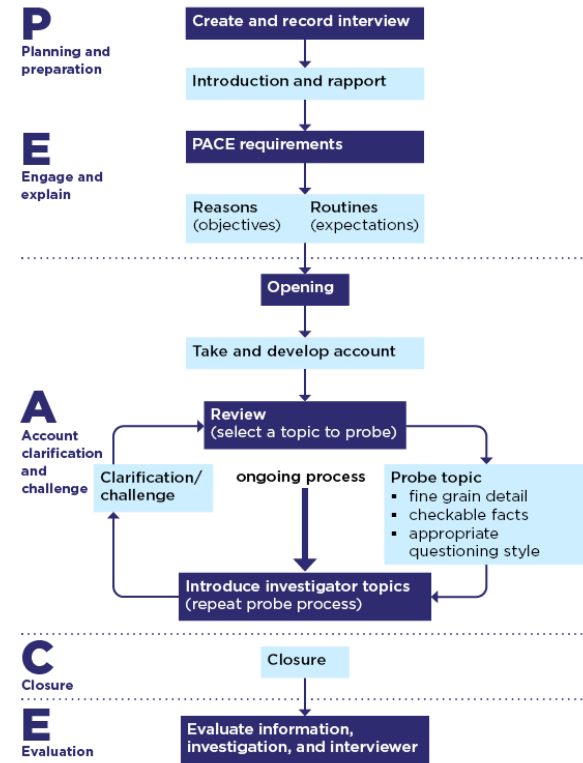 P
Planning and
preparation
Create and record interview
Introduction and rapport
E
Engage and
explain
PACE requirements
Reasons
(objectives)
Routines
(expectations)
Opening
Take and develop account
A
Account
clarification
and
challenge
Review
(select a topic to probe)
Clarification/
challenge
ongoing process
Probe topic
▪ fine grain detail
▪ checkable facts
▪ appropriate
questioning style
Introduce investigator topics
(repeat probe process)
C
Closure
Closure
E
Evaluation
Evaluate information,
investigation, and interviewer